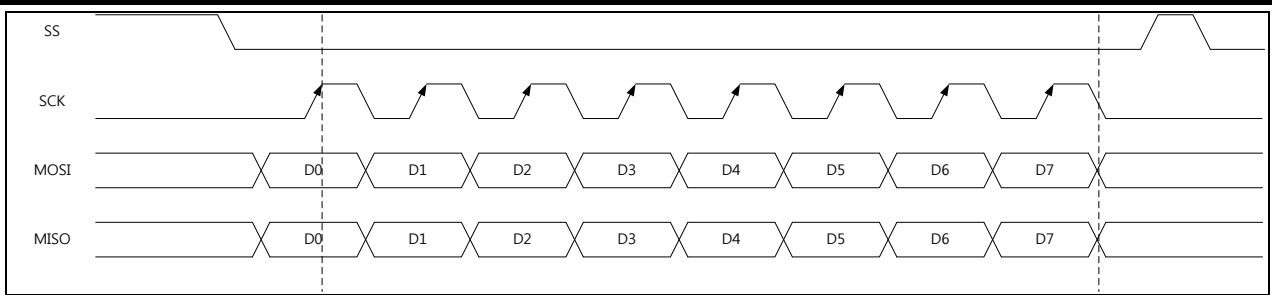 SS
SCK
MOSI
D0 D1 D2 D3 D4 D5 D6 D7
MISO
D0 D1 D2 D3 D4 D5 D6 D7